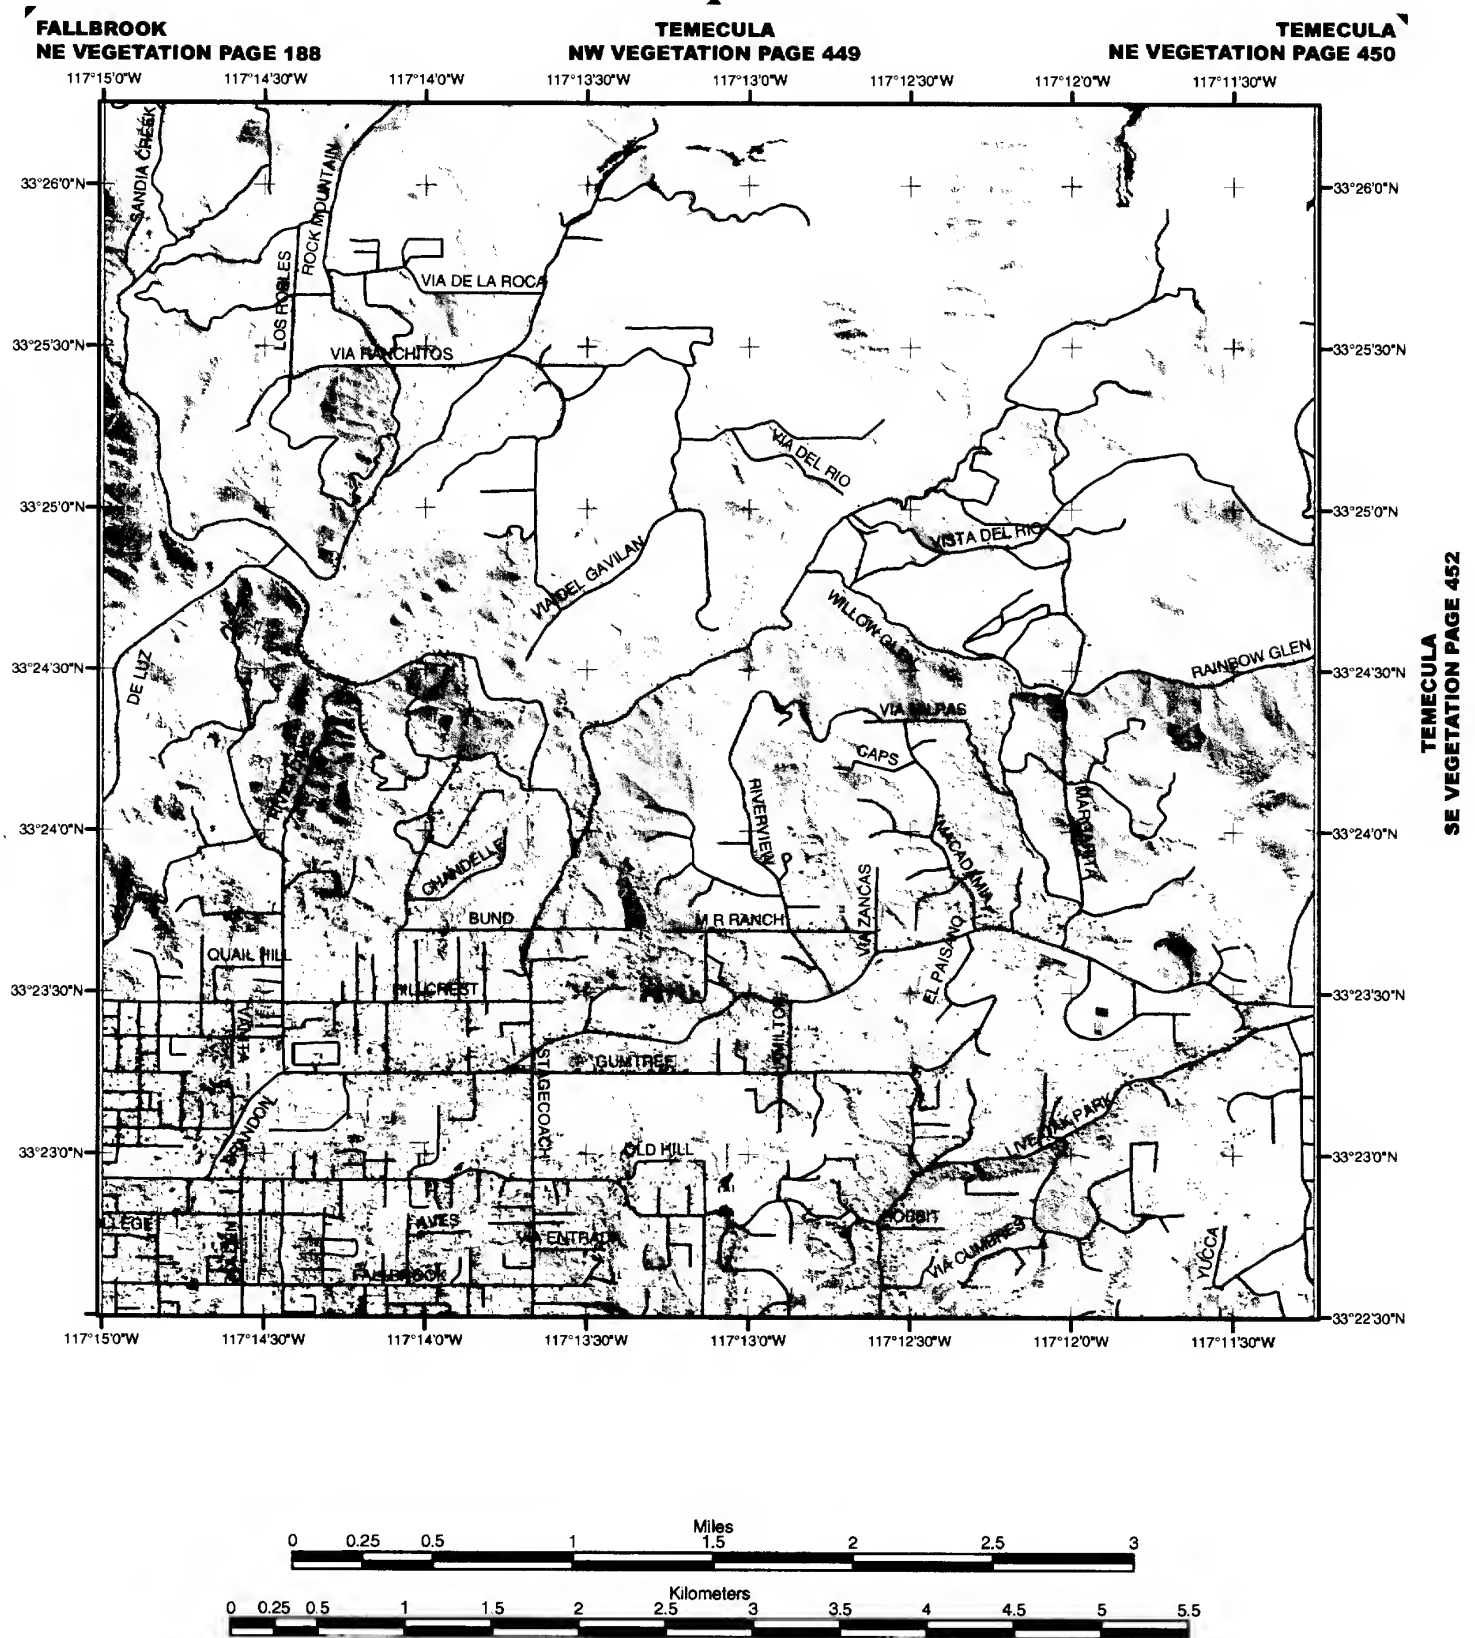 FALLBROOK
NE VEGETATION PAGE 188
TEMECULA
NW VEGETATION PAGE 449
TEMECULA
NE VEGETATION PAGE 450
117°15'0"W
117°14'30"W
117°14'0"W
117°13'30"W
117°13'0"W
117°12'30"W
117°12'0"W
117°11'30"W
SANDIA CREEK
ROCK MOUNTAIN
33°26'0"N
33°26'0"N
LOS ROBLES
VIA DE LA ROCA
33°25'30"N
VIA RANCHITOS
33°25'30"N
VIA DEL RIO
33°25'0"N
33°25'0"N
VISTA DEL RIO
VIA DEL GAVILAN
WILLOW GLEN
TEMECULA
SE VEGETATION PAGE 452
DE LUZ
33°24'30"N
RAINBOW GLEN
33°24'30"N
CAPS
RIVERVIEW
33°24'0"N
MACADAMIA
MARGARITA
33°24'0"N
CHANDELLE
VIA ZANCAS
BUND
M R RANCH
EL PAISANO
QUAIL HILL
33°23'30"N
HILLCREST
33°23'30"N
GUMTREE
STAGECOACH
BRANDON
LIVE OAK PARK
33°23'0"N
OLD HILL
33°23'0"N
LLEGE
VIA ENTRADA
VIA CUMBRES
YUCCA
FALLBROOK
33°22'30"N
117°15'0"W
117°14'30"W
117°14'0"W
117°13'30"W
117°13'0"W
117°12'30"W
117°12'0"W
117°11'30"W
Miles
0 0.25 0.5 1 1.5 2 2.5 3
Kilometers
0 0.25 0.5 1 1.5 2 2.5 3 3.5 4 4.5 5 5.5